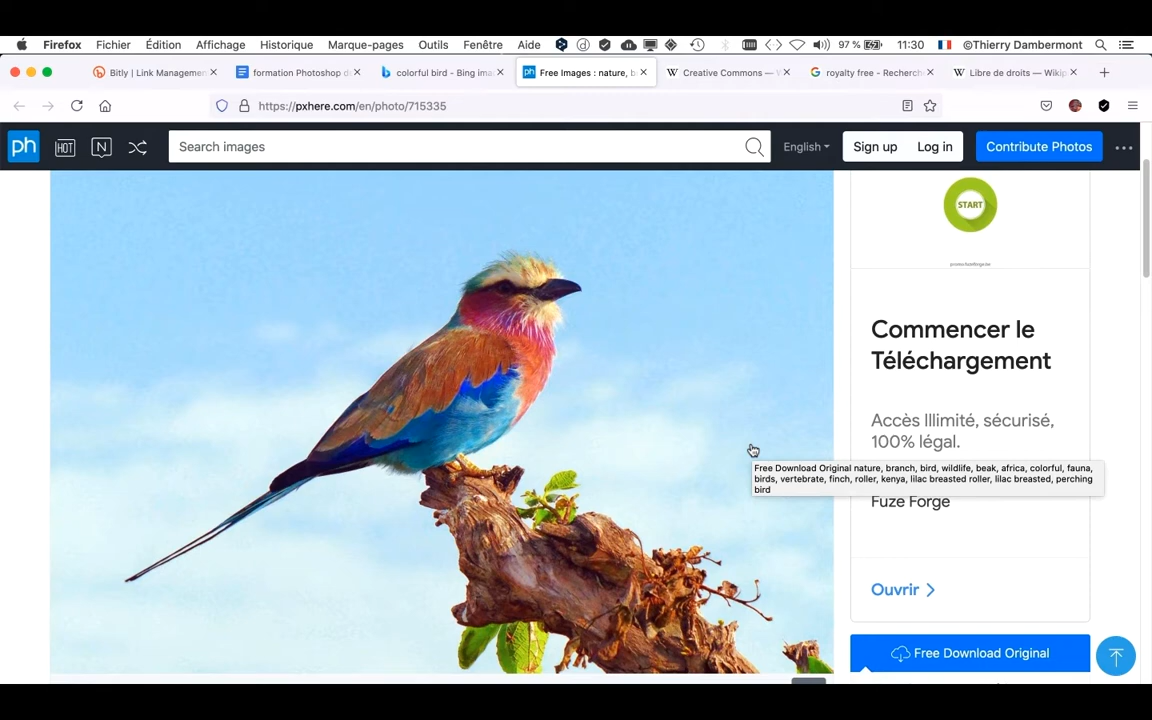 Firefox Fichier Édition Affichage Historique Marque-pages Outils Fenêtre Aide 97 % 11:30 ©Thierry Dambermont
Bitly | Link Managemen
formation Photoshop d
colorful bird - Bing ima
Free Images : nature, b
Creative Commons — W
royalty free - Recherch
Libre de droits — Wikip
https://pxhere.com/en/photo/715335
ph HOT N Search images English Sign up Log in Contribute Photos
START
Commencer le
Téléchargement
Accès Illimité, sécurisé,
100% légal.
Free Download Original nature, branch, bird, wildlife, beak, africa, colorful, fauna,
birds, vertebrate, finch, roller, kenya, lilac breasted roller, lilac breasted, perching
bird
Fuze Forge
Ouvrir
Free Download Original